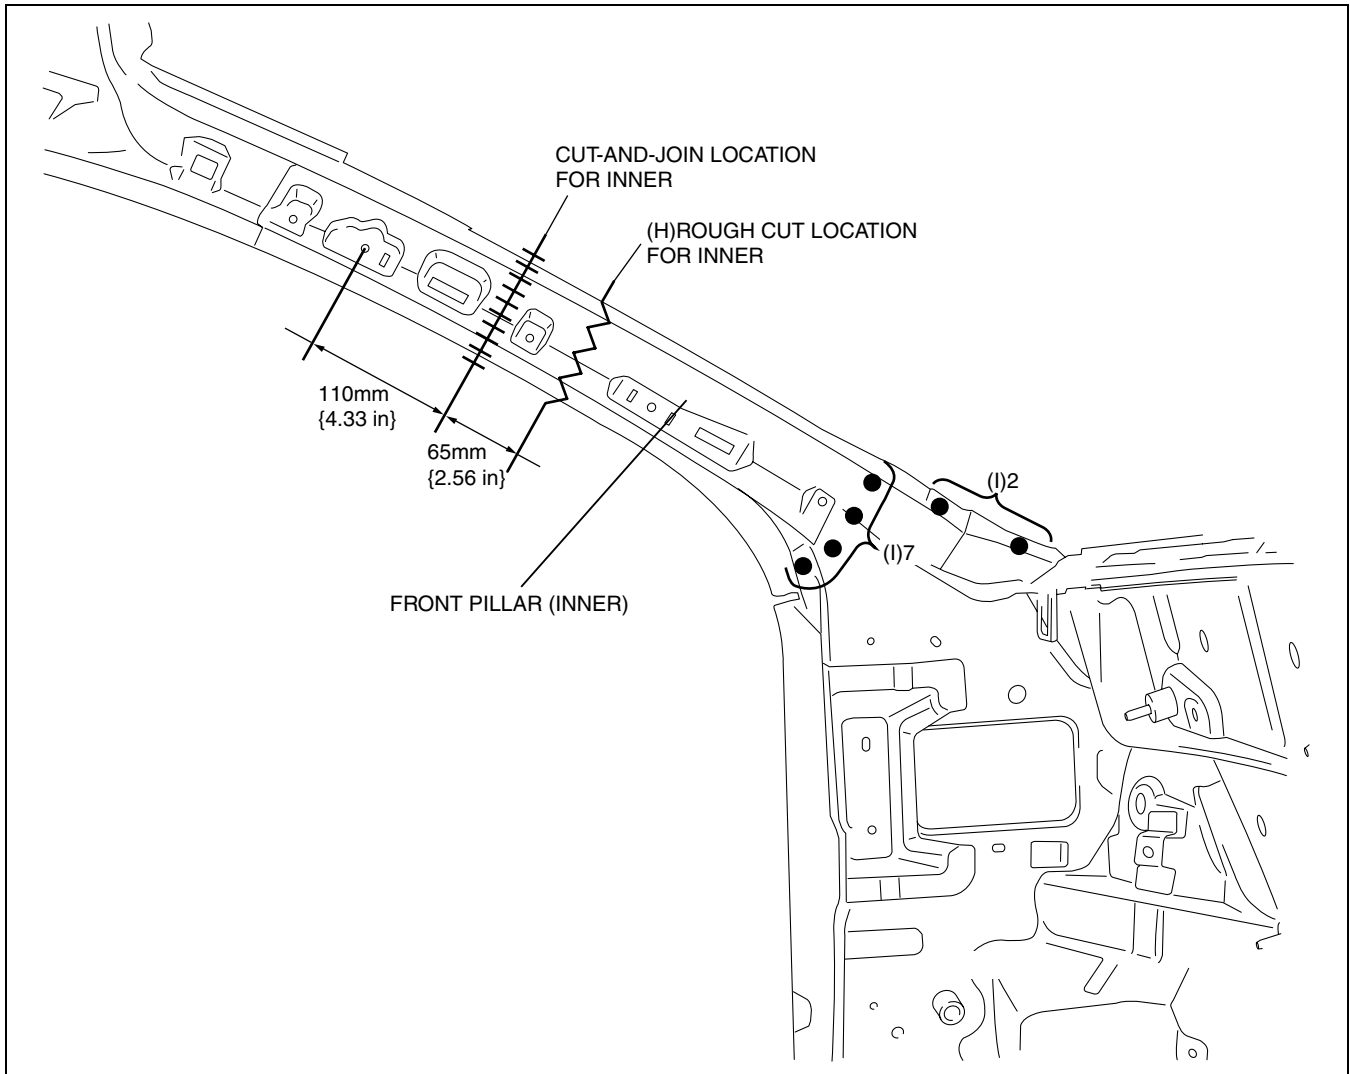 CUT-AND-JOIN LOCATION
FOR INNER
(H)ROUGH CUT LOCATION
FOR INNER
110mm
{4.33 in}
65mm
{2.56 in}
(I)2
(I)7
FRONT PILLAR (INNER)